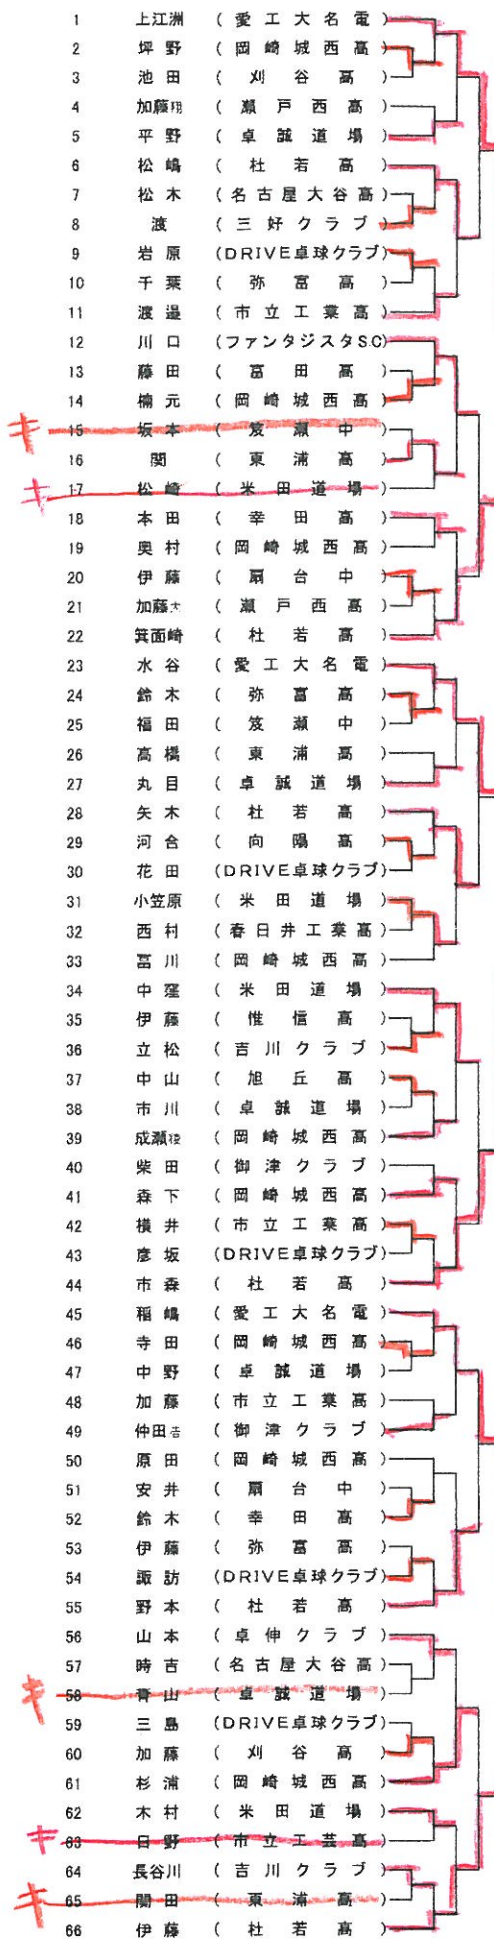 1 上江洲 (愛工大名電)
2 坪野 (岡崎城西高)
3 池田 (刈谷高)
4 加藤翔 (瀬戸西高)
5 平野 (卓誠道場)
6 松嶋 (杜若高)
7 松木 (名古屋大谷高)
8 渡 (三好クラブ)
9 岩原 (DRIVE卓球クラブ)
10 千葉 (弥富高)
11 渡邉 (市立工業高)
12 川口 (ファンタジスタS.C)
13 藤田 (富田高)
14 楠元 (岡崎城西高)
キ 15 坂本 (笈瀬中)
16 関 (東浦高)
キ 17 松崎 (米田道場)
18 本田 (幸田高)
19 奥村 (岡崎城西高)
20 伊藤 (扇台中)
21 加藤大 (瀬戸西高)
22 箕面崎 (杜若高)
23 水谷 (愛工大名電)
24 鈴木 (弥富高)
25 福田 (笈瀬中)
26 高橋 (東浦高)
27 丸目 (卓誠道場)
28 矢木 (杜若高)
29 河合 (向陽高)
30 花田 (DRIVE卓球クラブ)
31 小笠原 (米田道場)
32 西村 (春日井工業高)
33 冨川 (岡崎城西高)
34 中窪 (米田道場)
35 伊藤 (惟信高)
36 立松 (吉川クラブ)
37 中山 (旭丘高)
38 市川 (卓誠道場)
39 成瀬稜 (岡崎城西高)
40 柴田 (御津クラブ)
41 森下 (岡崎城西高)
42 横井 (市立工業高)
43 彦坂 (DRIVE卓球クラブ)
44 市森 (杜若高)
45 稲嶋 (愛工大名電)
46 寺田 (岡崎城西高)
47 中野 (卓誠道場)
48 加藤 (市立工業高)
49 仲田 (御津クラブ)
50 原田 (岡崎城西高)
51 安井 (扇台中)
52 鈴木 (幸田高)
53 伊藤 (弥富高)
54 諏訪 (DRIVE卓球クラブ)
55 野本 (杜若高)
56 山本 (卓伸クラブ)
57 時吉 (名古屋大谷高)
キ 58 青山 (卓誠道場)
59 三島 (DRIVE卓球クラブ)
60 加藤 (刈谷高)
61 杉浦 (岡崎城西高)
62 木村 (米田道場)
キ 63 日野 (市立工芸高)
64 長谷川 (吉川クラブ)
キ 65 間田 (東浦高)
66 伊藤 (杜若高)